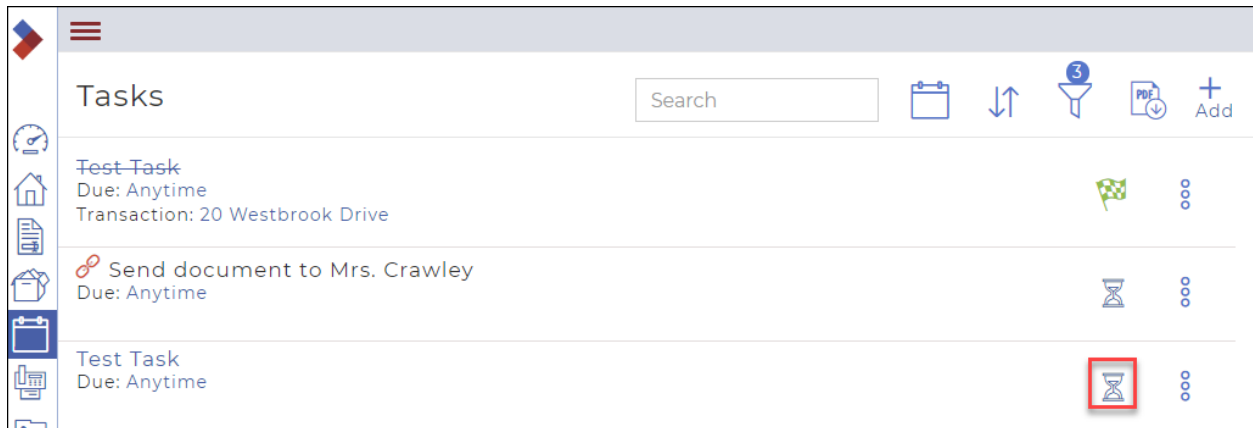 3
Tasks
Search
PDF
Add
Test Task
Due: Anytime
Transaction: 20 Westbrook Drive
Send document to Mrs. Crawley
Due: Anytime
Test Task
Due: Anytime